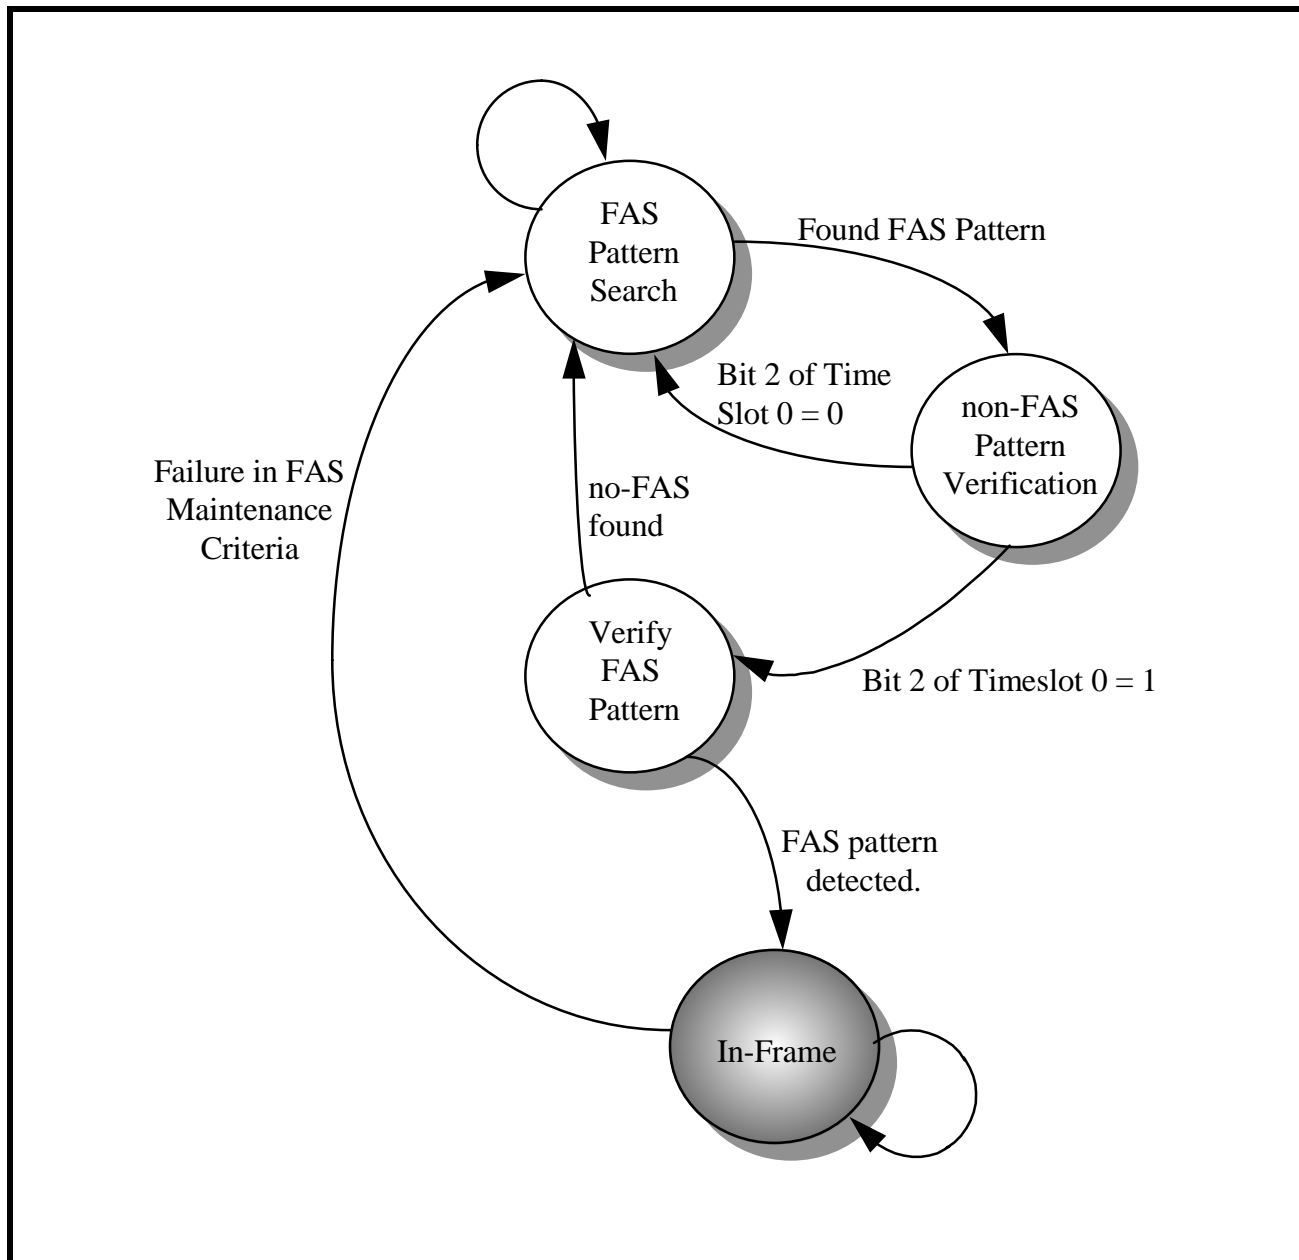 FAS
Pattern
Search
Found FAS Pattern
Bit 2 of Time
Slot 0 = 0
non-FAS
Pattern
Verification
Failure in FAS
Maintenance
Criteria
no-FAS
found
Verify
FAS
Pattern
Bit 2 of Timeslot 0 = 1
FAS pattern
detected.
In-Frame